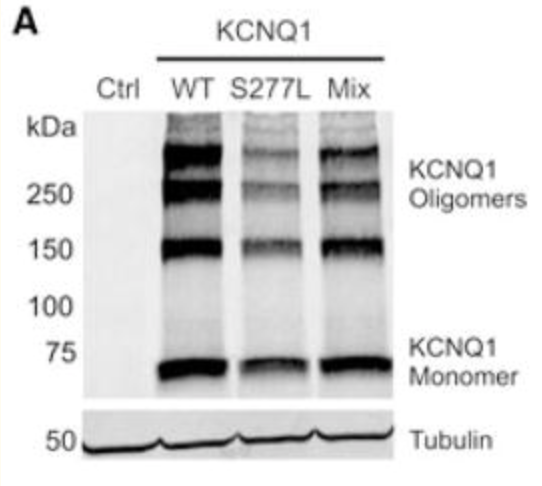 A
KCNQ1
Ctrl WT S277L Mix
kDa
250
150
100
75
50
KCNQ1
Oligomers
KCNQ1
Monomer
Tubulin